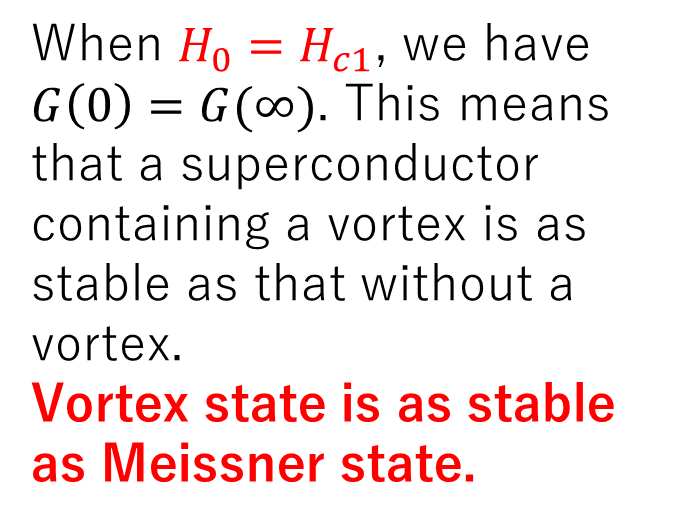 When H₀ = H_c1, we have
G(0) = G(∞). This means
that a superconductor
containing a vortex is as
stable as that without a
vortex.
Vortex state is as stable
as Meissner state.